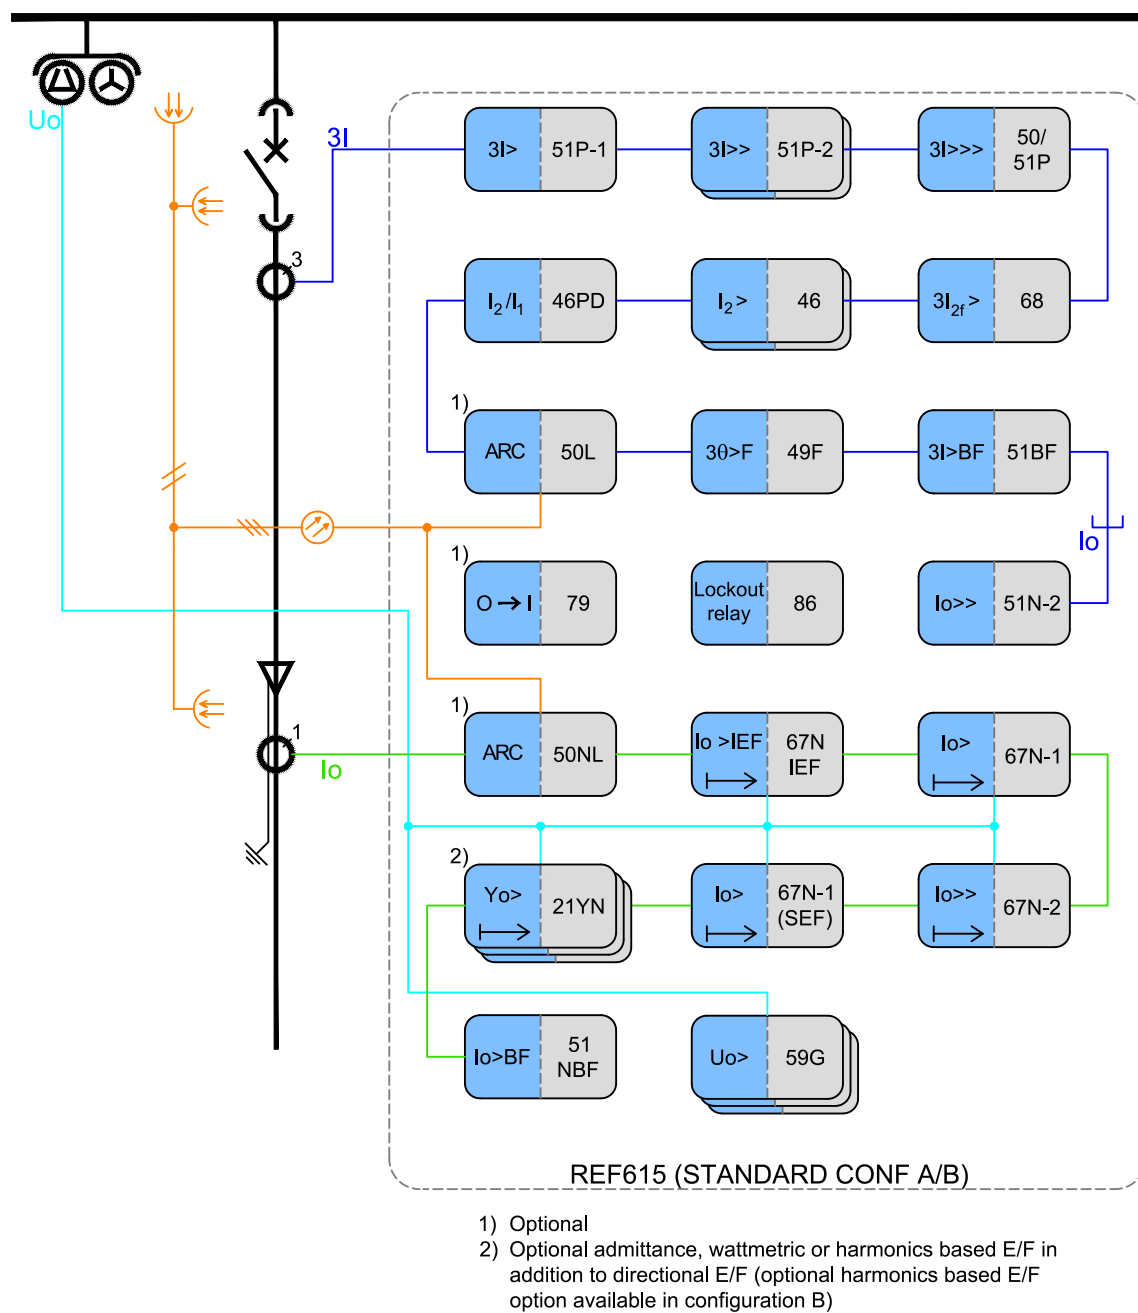 Uo
3I
3I> 51P-1
3I>> 51P-2
3I>>> 50/
51P
3
I2/I1 46PD
I2> 46
3I2f> 68
1)
ARC 50L
3θ>F 49F
3I>BF 51BF
Io
1)
O → I 79
Lockout
relay 86
Io>> 51N-2
1)
1
Io
ARC 50NL
Io >IEF 67N
IEF
Io> 67N-1
2)
Yo> 21YN
Io> 67N-1
(SEF)
Io>> 67N-2
Io>BF 51
NBF
Uo> 59G
REF615 (STANDARD CONF A/B)
1) Optional
2) Optional admittance, wattmetric or harmonics based E/F in
addition to directional E/F (optional harmonics based E/F
option available in configuration B)